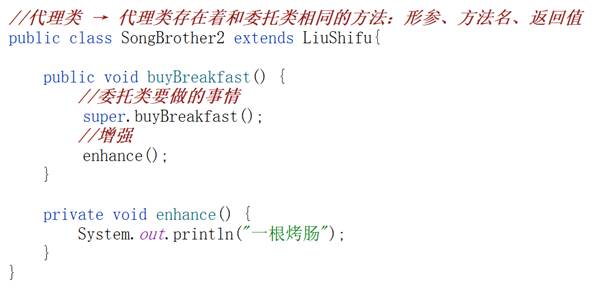 //代理类 → 代理类存在着和委托类相同的方法：形参、方法名、返回值
public class SongBrother2 extends LiuShifu{
public void buyBreakfast() {
//委托类要做的事情
super.buyBreakfast();
//增强
enhance();
}
private void enhance() {
System.out.println("一根烤肠");
}
}